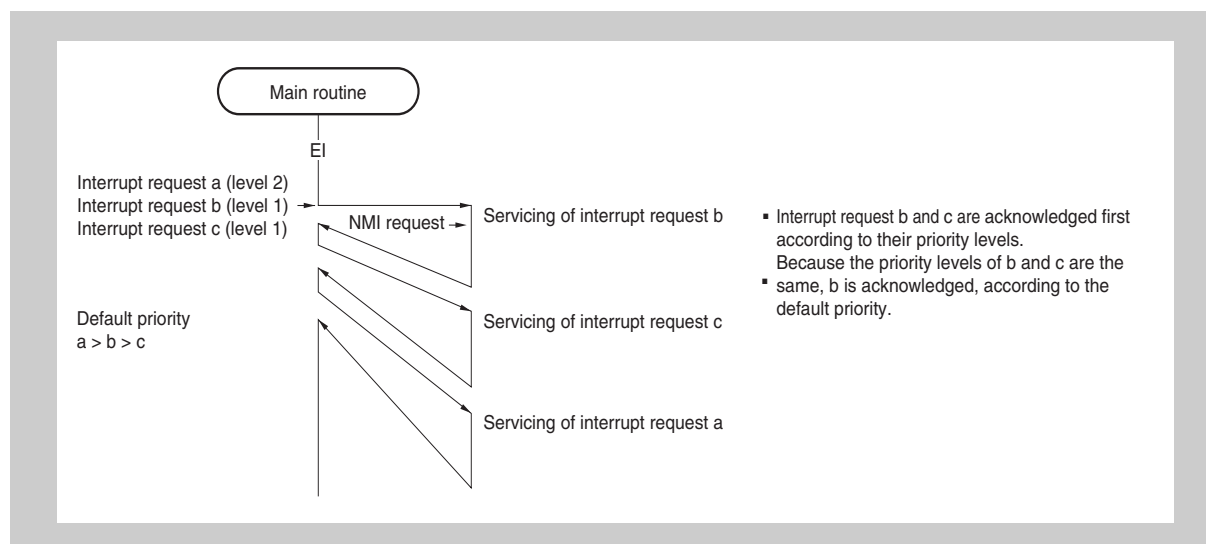 Main routine
EI
Interrupt request a (level 2)
Interrupt request b (level 1)
Interrupt request c (level 1)
NMI request
Servicing of interrupt request b
▪ Interrupt request b and c are acknowledged first
according to their priority levels.
Because the priority levels of b and c are the
▪ same, b is acknowledged, according to the
default priority.
Default priority
a > b > c
Servicing of interrupt request c
Servicing of interrupt request a